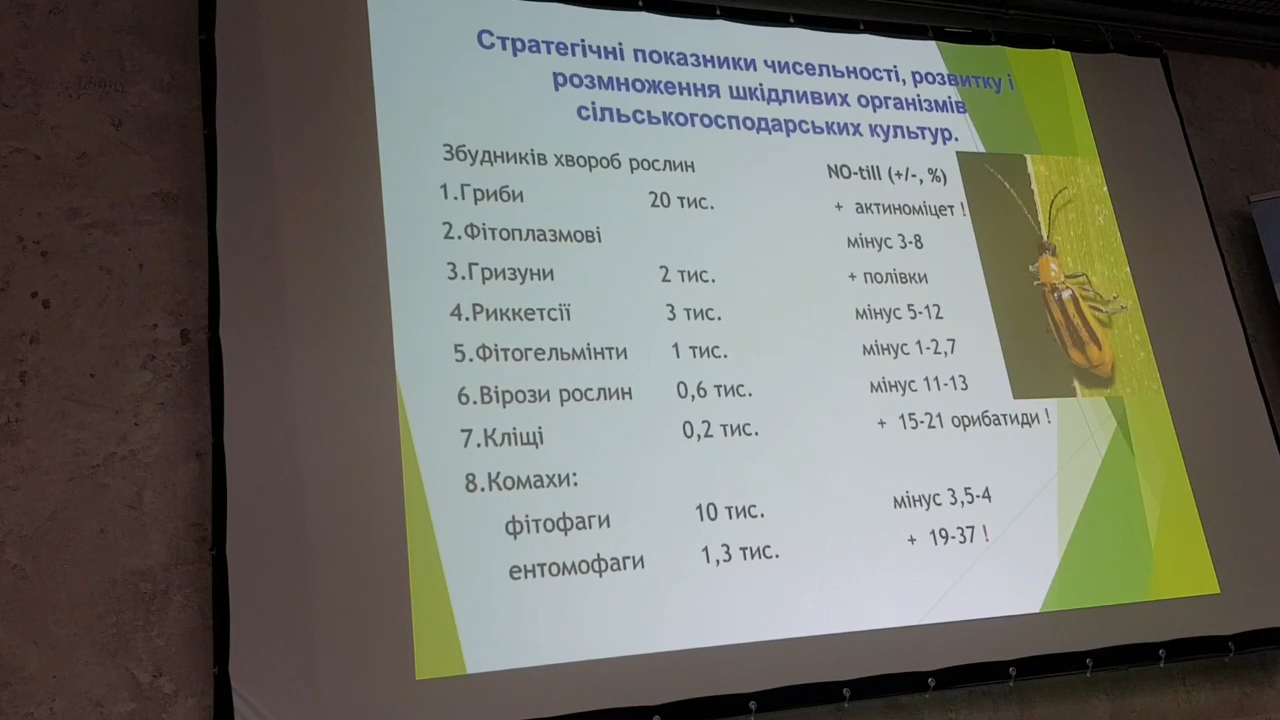 Стратегічні показники чисельності, розвитку і
розмноження шкідливих організмів
сільськогосподарських культур.
Збудників хвороб рослин NO-till (+/-, %)
1.Гриби 20 тис. + актиноміцет !
2.Фітоплазмові мінус 3-8
3.Гризуни 2 тис. + полівки
4.Риккетсії 3 тис. мінус 5-12
5.Фітогельмінти 1 тис. мінус 1-2,7
6.Вірози рослин 0,6 тис. мінус 11-13
7.Кліщі 0,2 тис. + 15-21 орибатиди !
8.Комахи:
фітофаги 10 тис. мінус 3,5-4
ентомофаги 1,3 тис. + 19-37 !